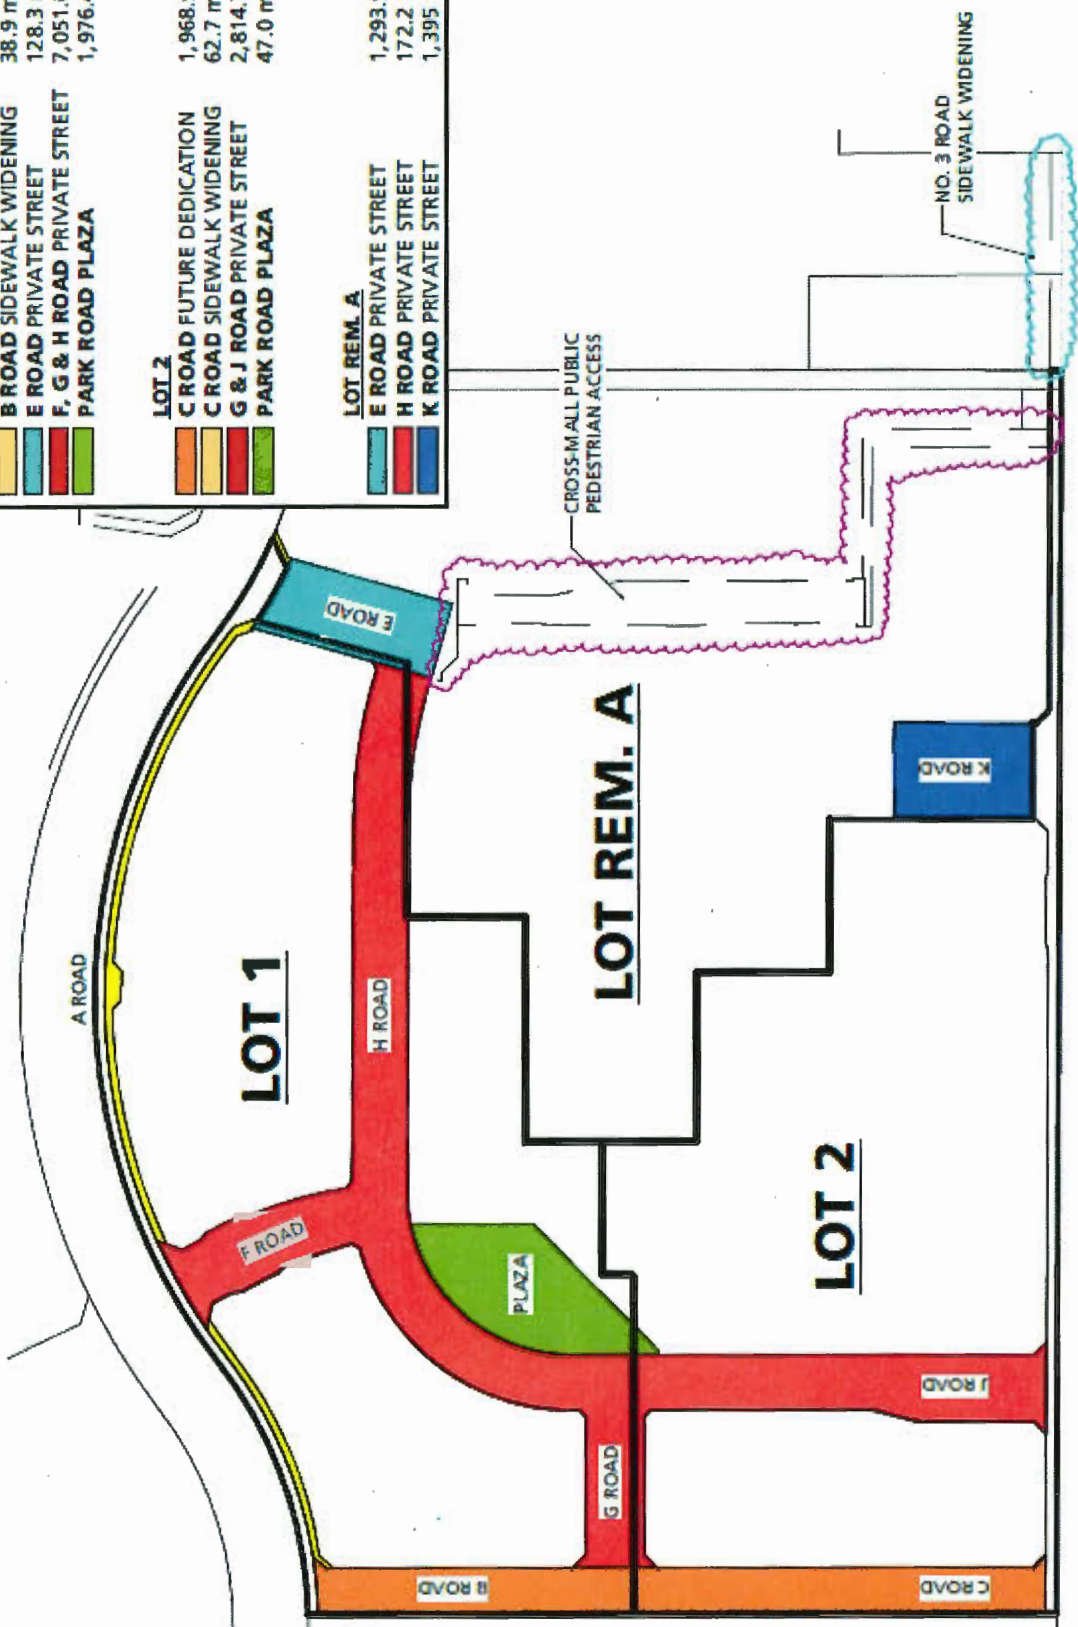 B ROAD SIDEWALK WIDENING 38.9 m
E ROAD PRIVATE STREET 128.3
F, G & H ROAD PRIVATE STREET 7,051.
PARK ROAD PLAZA 1,976.
LOT 2
C ROAD FUTURE DEDICATION 1,968.
C ROAD SIDEWALK WIDENING 62.7 m
G & J ROAD PRIVATE STREET 2,814.
PARK ROAD PLAZA 47.0 m
LOT REM. A
E ROAD PRIVATE STREET 1,293.
H ROAD PRIVATE STREET 172.2
K ROAD PRIVATE STREET 1,395
NO. 3 ROAD
SIDEWALK WIDENING
CROSS-MALL PUBLIC
PEDESTRIAN ACCESS
A ROAD
E ROAD
LOT 1
H ROAD
F ROAD
LOT REM. A
K ROAD
PLAZA
LOT 2
G ROAD
J ROAD
B ROAD
C ROAD